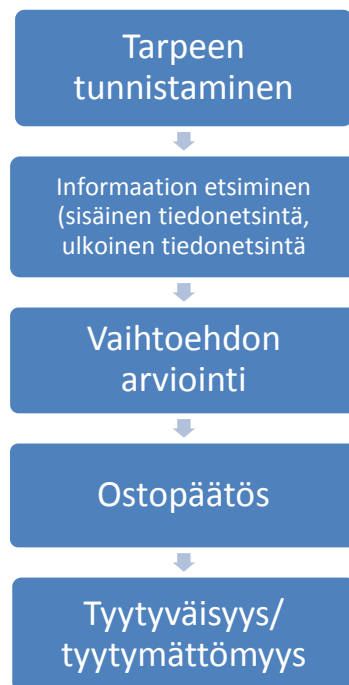 Tarpeen
tunnistaminen
Informaation etsiminen
(sisäinen tiedonetsintä,
ulkoinen tiedonetsintä
Vaihtoehdon
arviointi
Ostopäätös
Tyytyväisyys/
tyytymättömyys